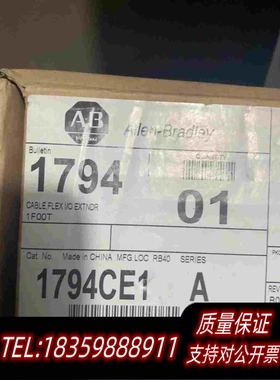 AB
Allen-Bradley
Bulletin
1794
QUANTITY
01
CABLE,FLEX I/O EXTNDR
1FOOT
Cat. No.
Made in CHINA MFG.LOC RB40 SERIES
1794CE1 A
质量保证
TEL:18359888911
支持对公开票